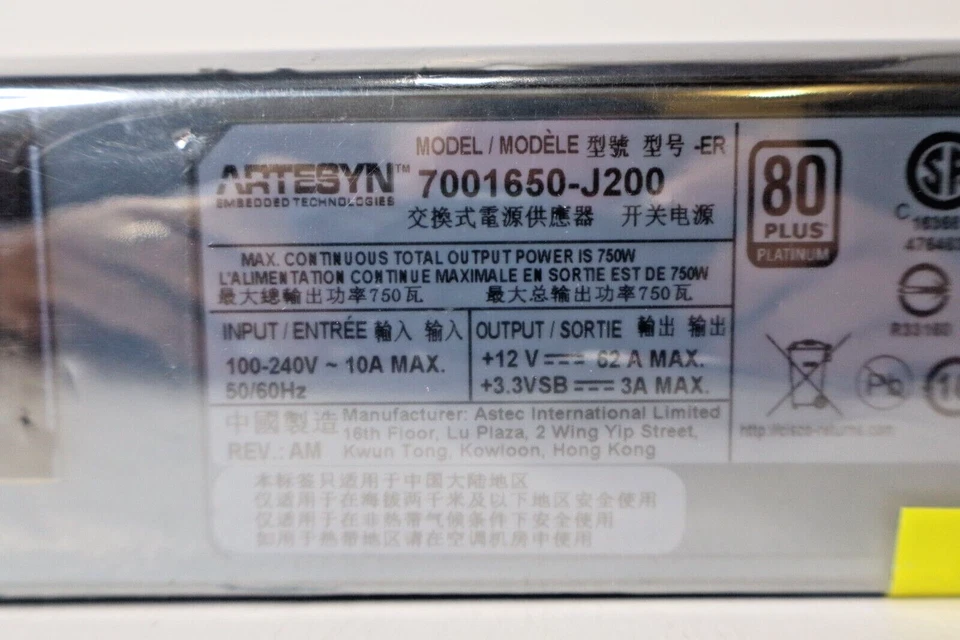 MODEL / MODÈLE 型號 型号 -ER
ARTESYN™ 7001650-J200
EMBEDDED TECHNOLOGIES
交換式電源供應器 开关电源
MAX. CONTINUOUS TOTAL OUTPUT POWER IS 750W
L'ALIMENTATION CONTINUE MAXIMALE EN SORTIE EST DE 750W
最大總輸出功率750瓦 最大总输出功率750瓦
INPUT / ENTRÉE 輸入 输入
100-240V ~ 10A MAX.
50/60Hz
OUTPUT / SORTIE 輸出 输出
+12 V 62 A MAX.
+3.3VSB 3A MAX.
中國製造
REV.: AM
Manufacturer: Astec International Limited
16th Floor, Lu Plaza, 2 Wing Yip Street,
Kwun Tong, Kowloon, Hong Kong
本标签只适用于中国大陆地区
仅适用于在海拔两千米及以下地区安全使用
仅适用于在非热带气候条件下安全使用
如用于热带地区请在空调机房中使用
80
PLUS
PLATINUM
C
R33160
Pb
http://cisco-returns.com